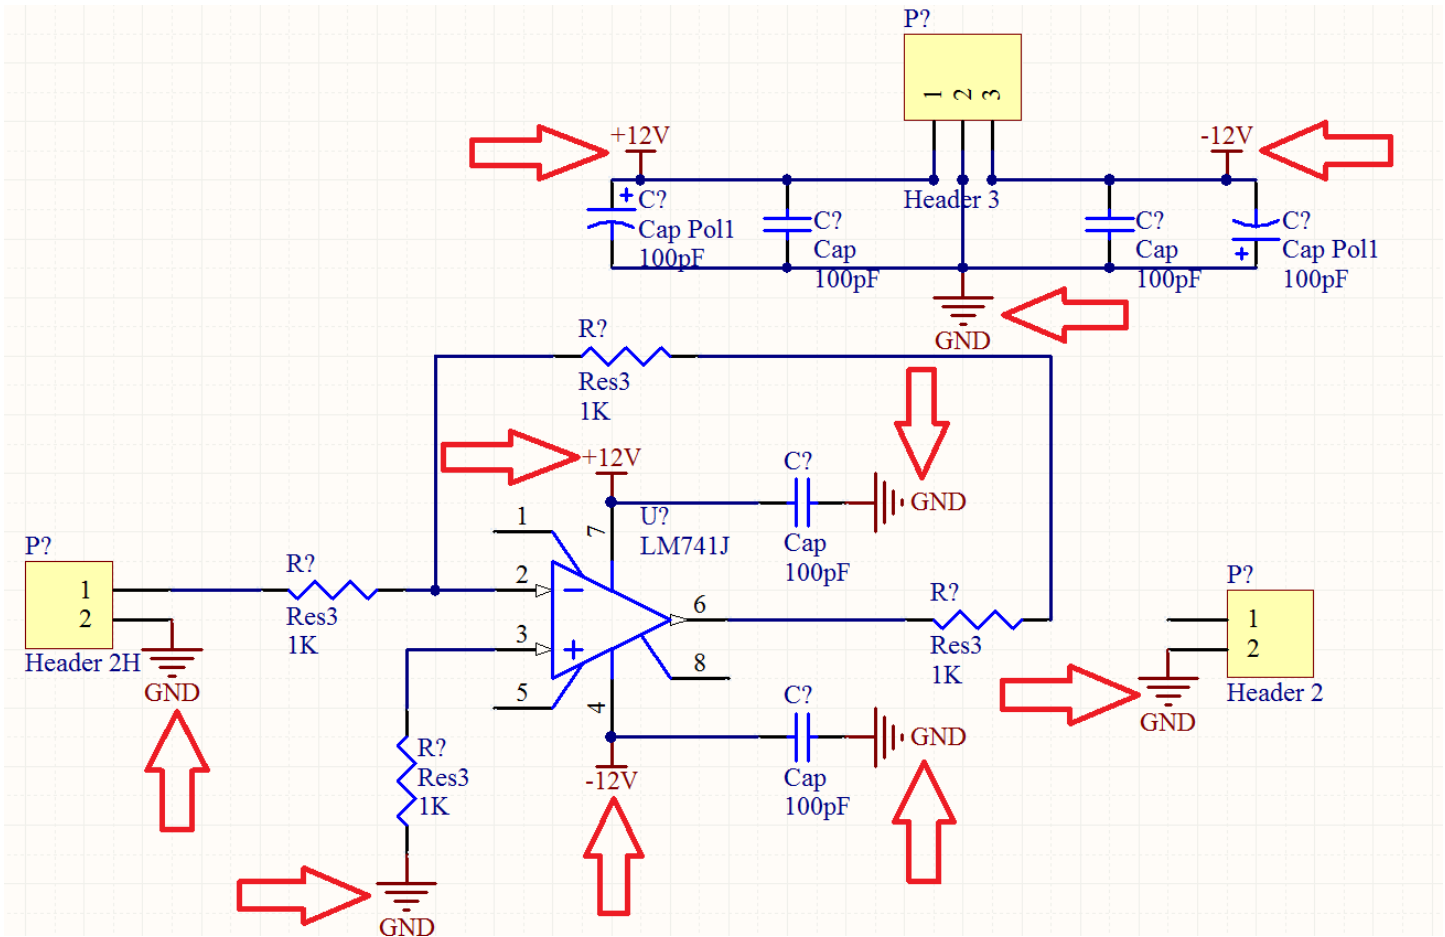 P?
1 2 3
Header 3
+12V
-12V
C?
Cap Pol1
100pF
C?
Cap
100pF
C?
Cap
100pF
C?
Cap Pol1
100pF
GND
R?
Res3
1K
+12V
C?
GND
Cap
100pF
U?
LM741J
1
7
2
3
5
4
6
8
P?
1
2
Header 2H
GND
R?
Res3
1K
R?
Res3
1K
GND
-12V
C?
GND
Cap
100pF
R?
Res3
1K
P?
1
2
Header 2
GND